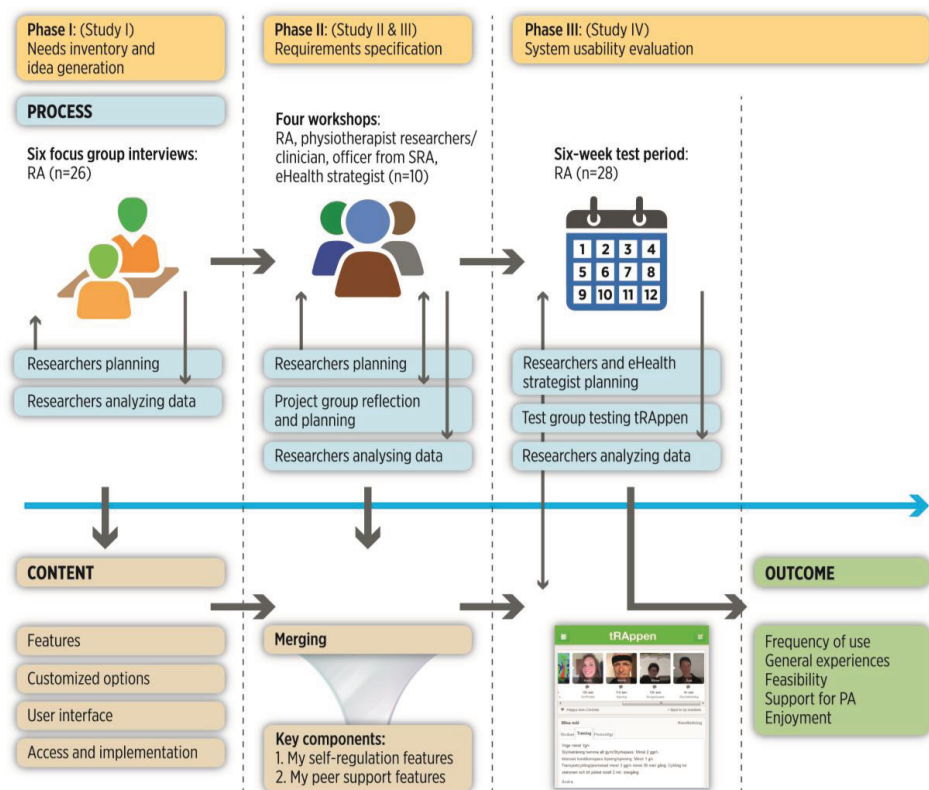 Phase I: (Study I)
Needs inventory and
idea generation
Phase II: (Study II & III)
Requirements specification
Phase III: (Study IV)
System usability evaluation
PROCESS
Six focus group interviews:
RA (n=26)
Four workshops:
RA, physiotherapist researchers/
clinician, officer from SRA,
eHealth strategist (n=10)
Six-week test period:
RA (n=28)
1 2 3 4
5 6 7 8
9 10 11 12
Researchers planning
Researchers analyzing data
Researchers planning
Project group reflection
and planning
Researchers analysing data
Researchers and eHealth
strategist planning
Test group testing tRAppen
Researchers analyzing data
CONTENT
Features
Customized options
User interface
Access and implementation
Merging
Key components:
1. My self-regulation features
2. My peer support features
tRAppen
Mina mål
Träning
OUTCOME
Frequency of use
General experiences
Feasibility
Support for PA
Enjoyment